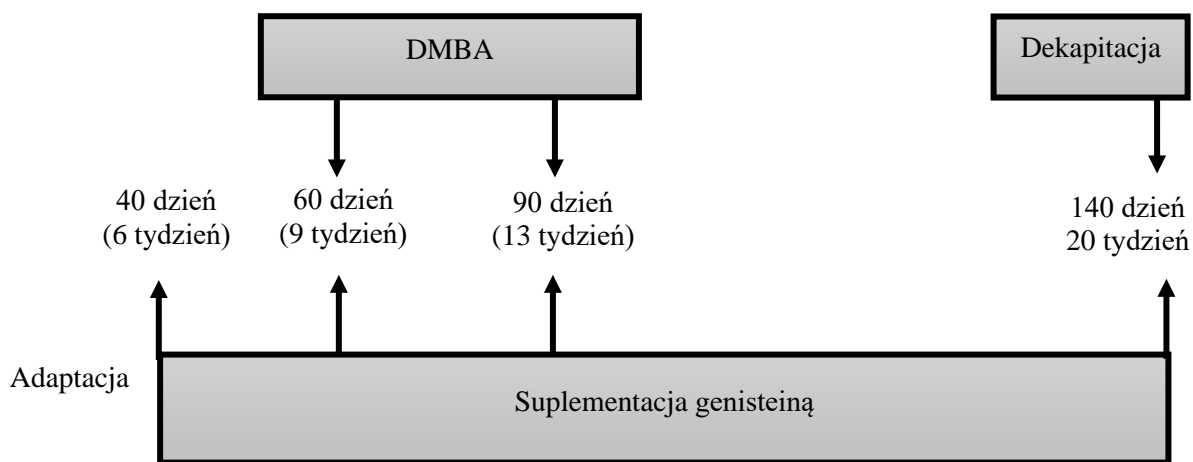 DMBA
Dekapitacja
40 dzień
(6 tydzień)
60 dzień
(9 tydzień)
90 dzień
(13 tydzień)
140 dzień
20 tydzień
Adaptacja
Suplementacja genisteiną